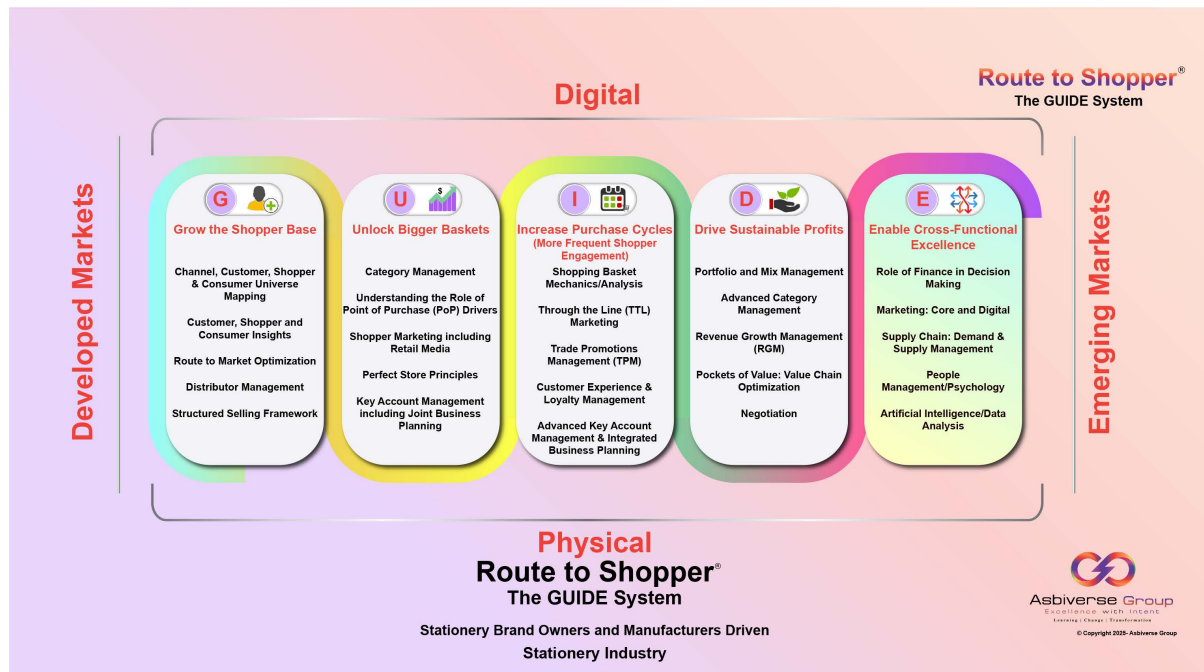 Digital
Route to Shopper®
The GUIDE System
Developed Markets
G
Grow the Shopper Base
Channel, Customer, Shopper
& Consumer Universe
Mapping
Customer, Shopper and
Consumer Insights
Route to Market Optimization
Distributor Management
Structured Selling Framework
U
$
Unlock Bigger Baskets
Category Management
Understanding the Role of
Point of Purchase (PoP) Drivers
Shopper Marketing including
Retail Media
Perfect Store Principles
Key Account Management
including Joint Business
Planning
I
Increase Purchase Cycles
(More Frequent Shopper
Engagement)
Shopping Basket
Mechanics/Analysis
Through the Line (TTL)
Marketing
Trade Promotions
Management (TPM)
Customer Experience &
Loyalty Management
Advanced Key Account
Management & Integrated
Business Planning
D
Drive Sustainable Profits
Portfolio and Mix Management
Advanced Category
Management
Revenue Growth Management
(RGM)
Pockets of Value: Value Chain
Optimization
Negotiation
E
Enable Cross-Functional
Excellence
Role of Finance in Decision
Making
Marketing: Core and Digital
Supply Chain: Demand &
Supply Management
People
Management/Psychology
Artificial Intelligence/Data
Analysis
Emerging Markets
Physical
Route to Shopper®
The GUIDE System
Stationery Brand Owners and Manufacturers Driven
Stationery Industry
Asbiverse Group
Excellence with Intent
Learning | Change | Transformation
© Copyright 2025- Asbiverse Group